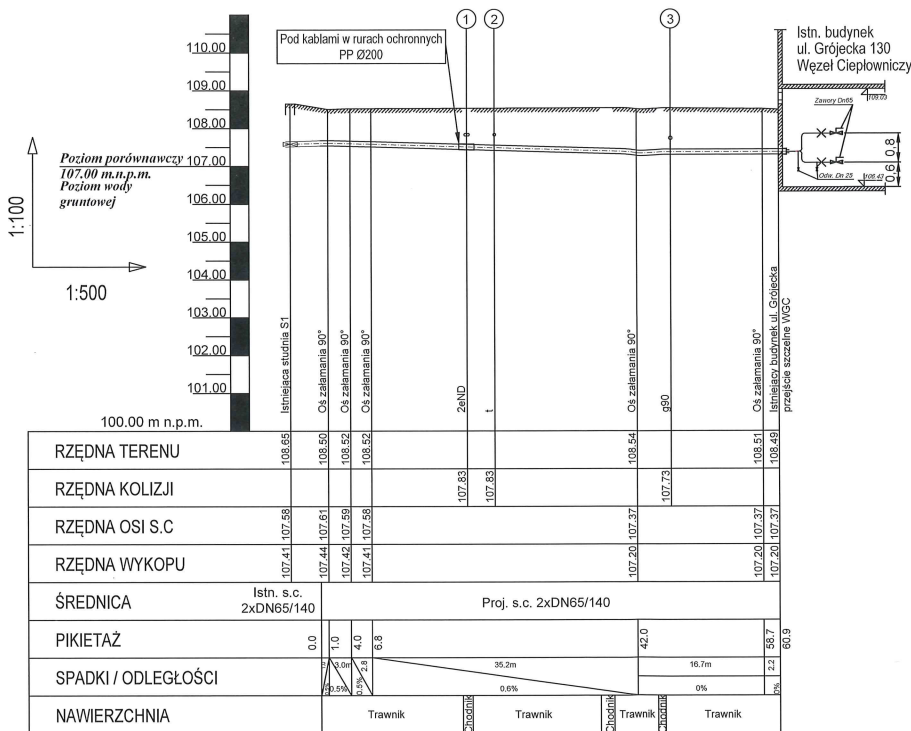 1
2
3
Istn. budynek
ul. Grójecka 130
Węzeł Ciepłowniczy
Pod kablami w rurach ochronnych
PP Ø200
110.00
109.00
108.00
107.00
106.00
105.00
104.00
103.00
102.00
101.00
100.00 m n.p.m.
Zawory Dn65
109.03
0,8
0,6
Odw. Dn 25
106.43
Poziom porównawczy
107.00 m.n.p.m.
Poziom wody
gruntowej
1:100
1:500
Istniejaca studnia S1
Oś załamania 90°
Oś załamania 90°
Oś załamania 90°
2eND
t
Oś załamania 90°
g90
Oś załamania 90°
Istniejący budynek ul. Grójecka
przejście szczelne WGC
RZĘDNA TERENU
108.65
108.50
108.52
108.52
108.54
108.51
108.49
RZĘDNA KOLIZJI
107.83
107.83
107.73
RZĘDNA OSI S.C
107.58
107.61
107.59
107.58
107.37
107.37
107.37
RZĘDNA WYKOPU
107.41
107.44
107.42
107.41
107.20
107.20
107.20
ŚREDNICA
Istn. s.c.
2xDN65/140
Proj. s.c. 2xDN65/140
PIKIETAŻ
0.0
1.0
4.0
6.8
42.0
58.7
60.9
SPADKI / ODLEGŁOŚCI
3.0m
2.8
35.2m
16.7m
2.2
0.5%
0.5%
0.6%
0%
0%
NAWIERZCHNIA
Trawnik
Chodnik
Trawnik
Chodnik
Trawnik
Chodnik
Trawnik